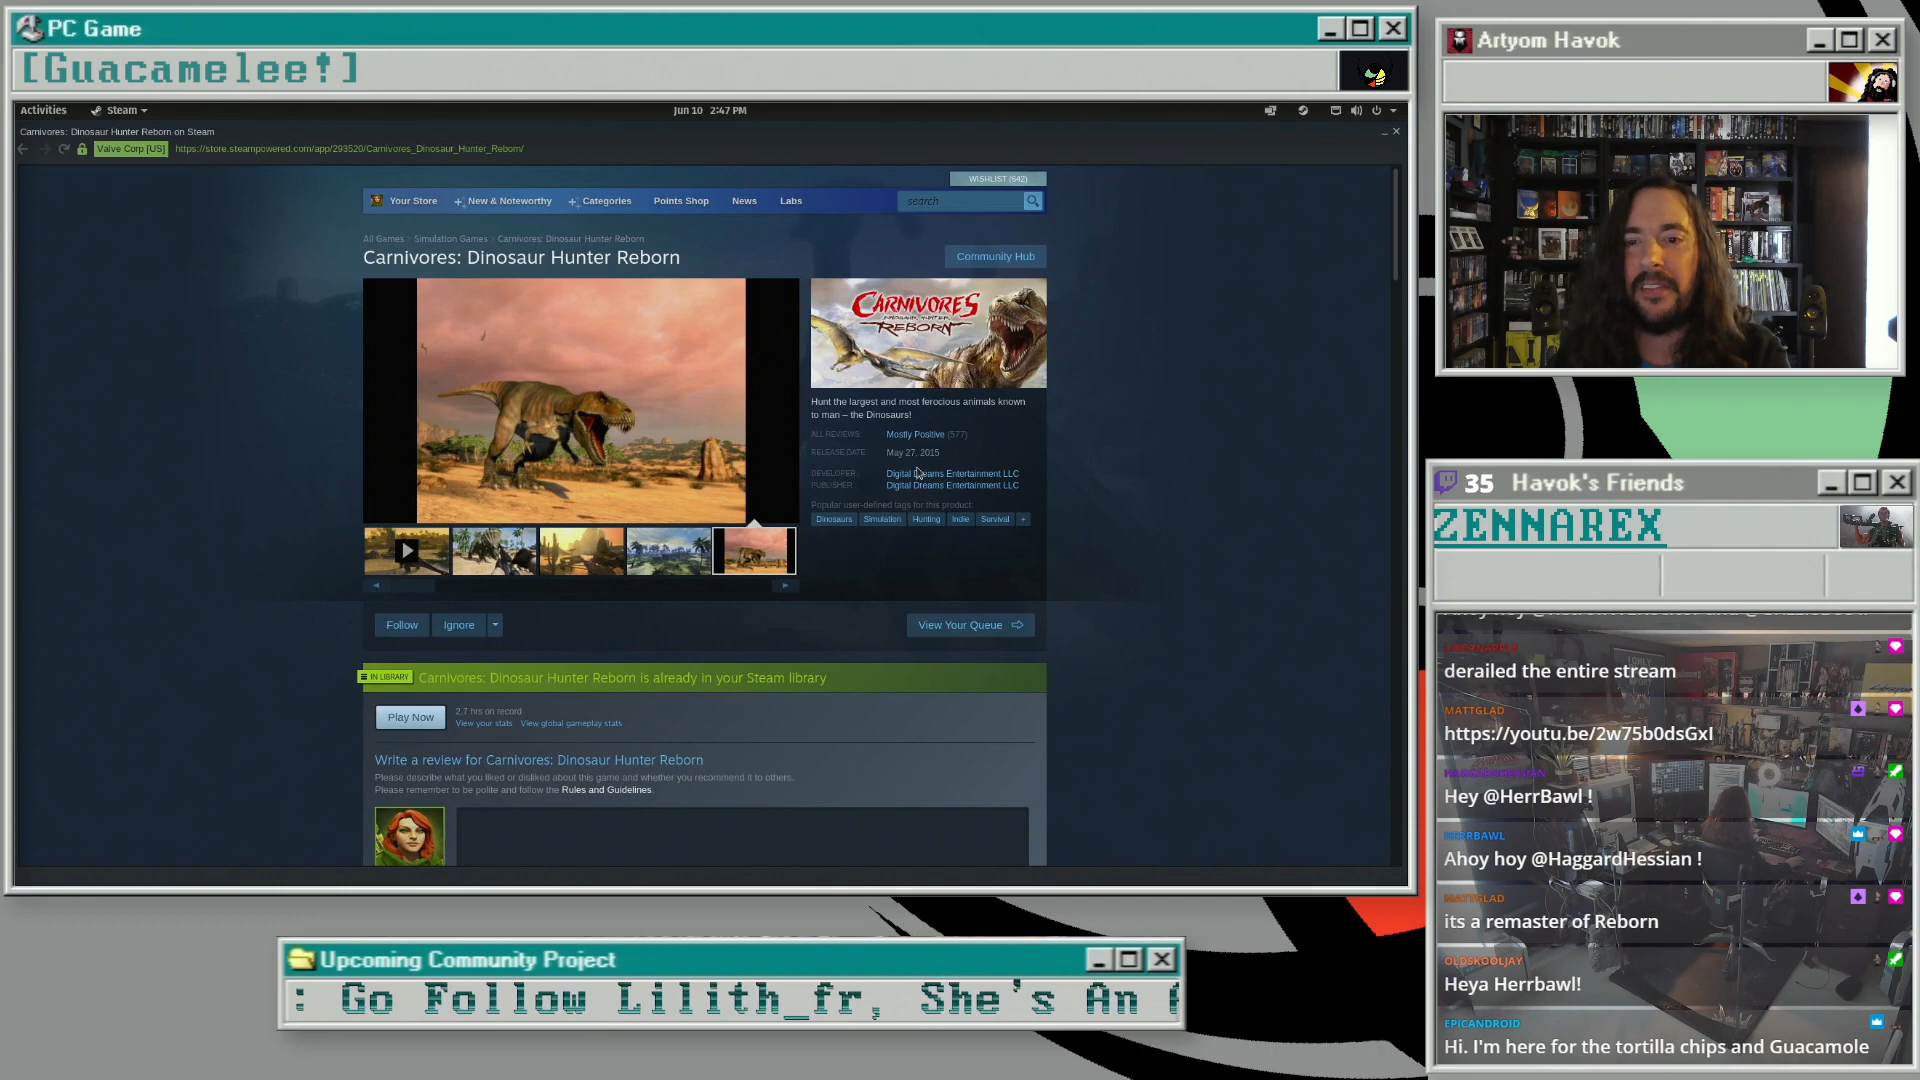 PC Game
[Guacamelee!]
Activities
Steam
Jun 10 2:47 PM
Carnivores: Dinosaur Hunter Reborn on Steam
Valve Corp [US]
https://store.steampowered.com/app/293520/Carnivores_Dinosaur_Hunter_Reborn/
WISHLIST (642)
Your Store
New & Noteworthy
Categories
Points Shop
News
Labs
search
All Games > Simulation Games > Carnivores: Dinosaur Hunter Reborn
Carnivores: Dinosaur Hunter Reborn
Community Hub
CARNIVORES
DINOSAUR HUNTER
REBORN
Hunt the largest and most ferocious animals known
to man – the Dinosaurs!
ALL REVIEWS: Mostly Positive (577)
RELEASE DATE: May 27, 2015
DEVELOPER: Digital Dreams Entertainment LLC
PUBLISHER: Digital Dreams Entertainment LLC
Popular user-defined tags for this product:
Dinosaurs Simulation Hunting Indie Survival +
Follow
Ignore
View Your Queue
IN LIBRARY
Carnivores: Dinosaur Hunter Reborn is already in your Steam library
Play Now
2.7 hrs on record
View your stats View global gameplay stats
Write a review for Carnivores: Dinosaur Hunter Reborn
Please describe what you liked or disliked about this game and whether you recommend it to others.
Please remember to be polite and follow the Rules and Guidelines.
Upcoming Community Project
: Go Follow Lilith_fr, She's An
Artyom Havok
35 Havok's Friends
ZENNAREX
derailed the entire stream
MATTGLAD
https://youtu.be/2w75b0dsGxI
HAGGARDHESSIAN
Hey @HerrBawl !
HERRBAWL
Ahoy hoy @HaggardHessian !
MATTGLAD
its a remaster of Reborn
OLDSKOOLJAY
Heya Herrbawl!
EPICANDROID
Hi. I'm here for the tortilla chips and Guacamole